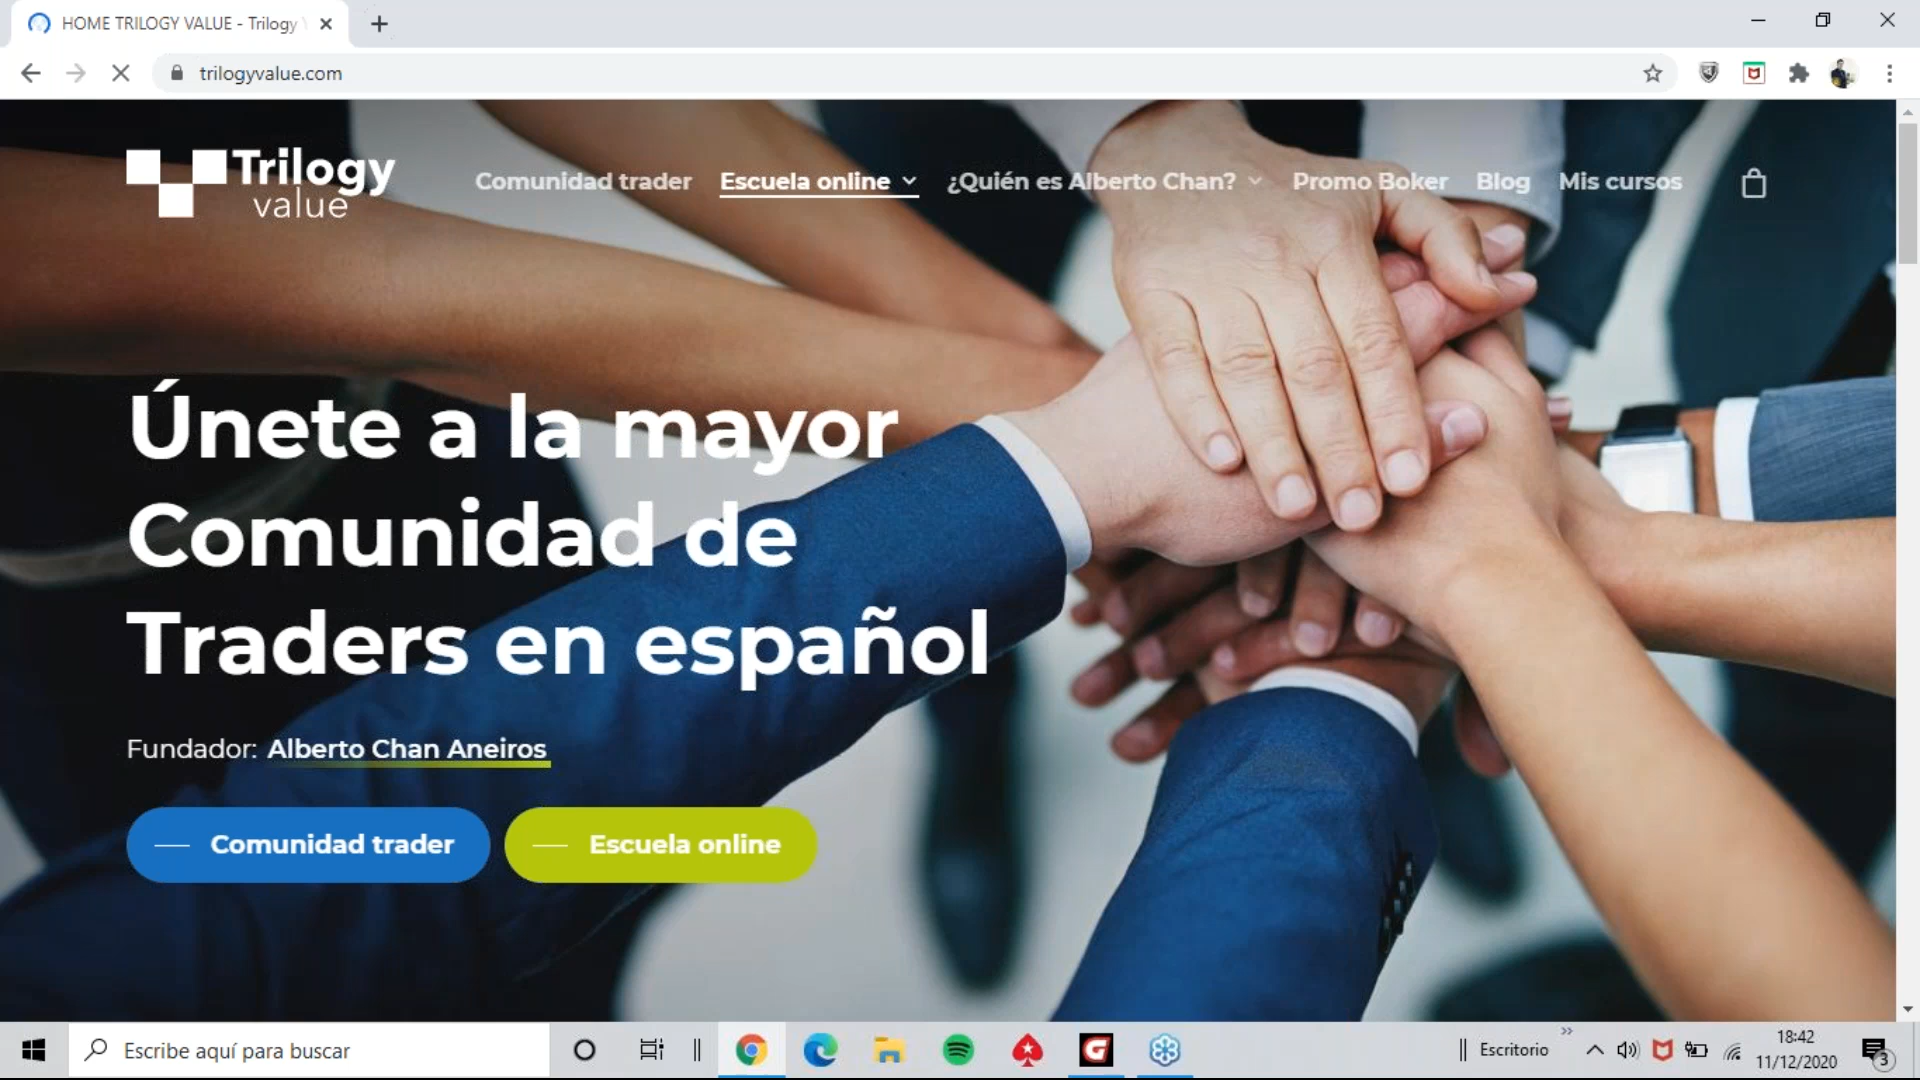 HOME TRILOGY VALUE - Trilogy
trilogyvalue.com
Trilogy
value
Comunidad trader
Escuela online
¿Quién es Alberto Chan?
Promo Boker
Blog
Mis cursos
Únete a la mayor
Comunidad de
Traders en español
Fundador: Alberto Chan Aneiros
Comunidad trader
Escuela online
Escribe aquí para buscar
Escritorio
18:42
11/12/2020
3